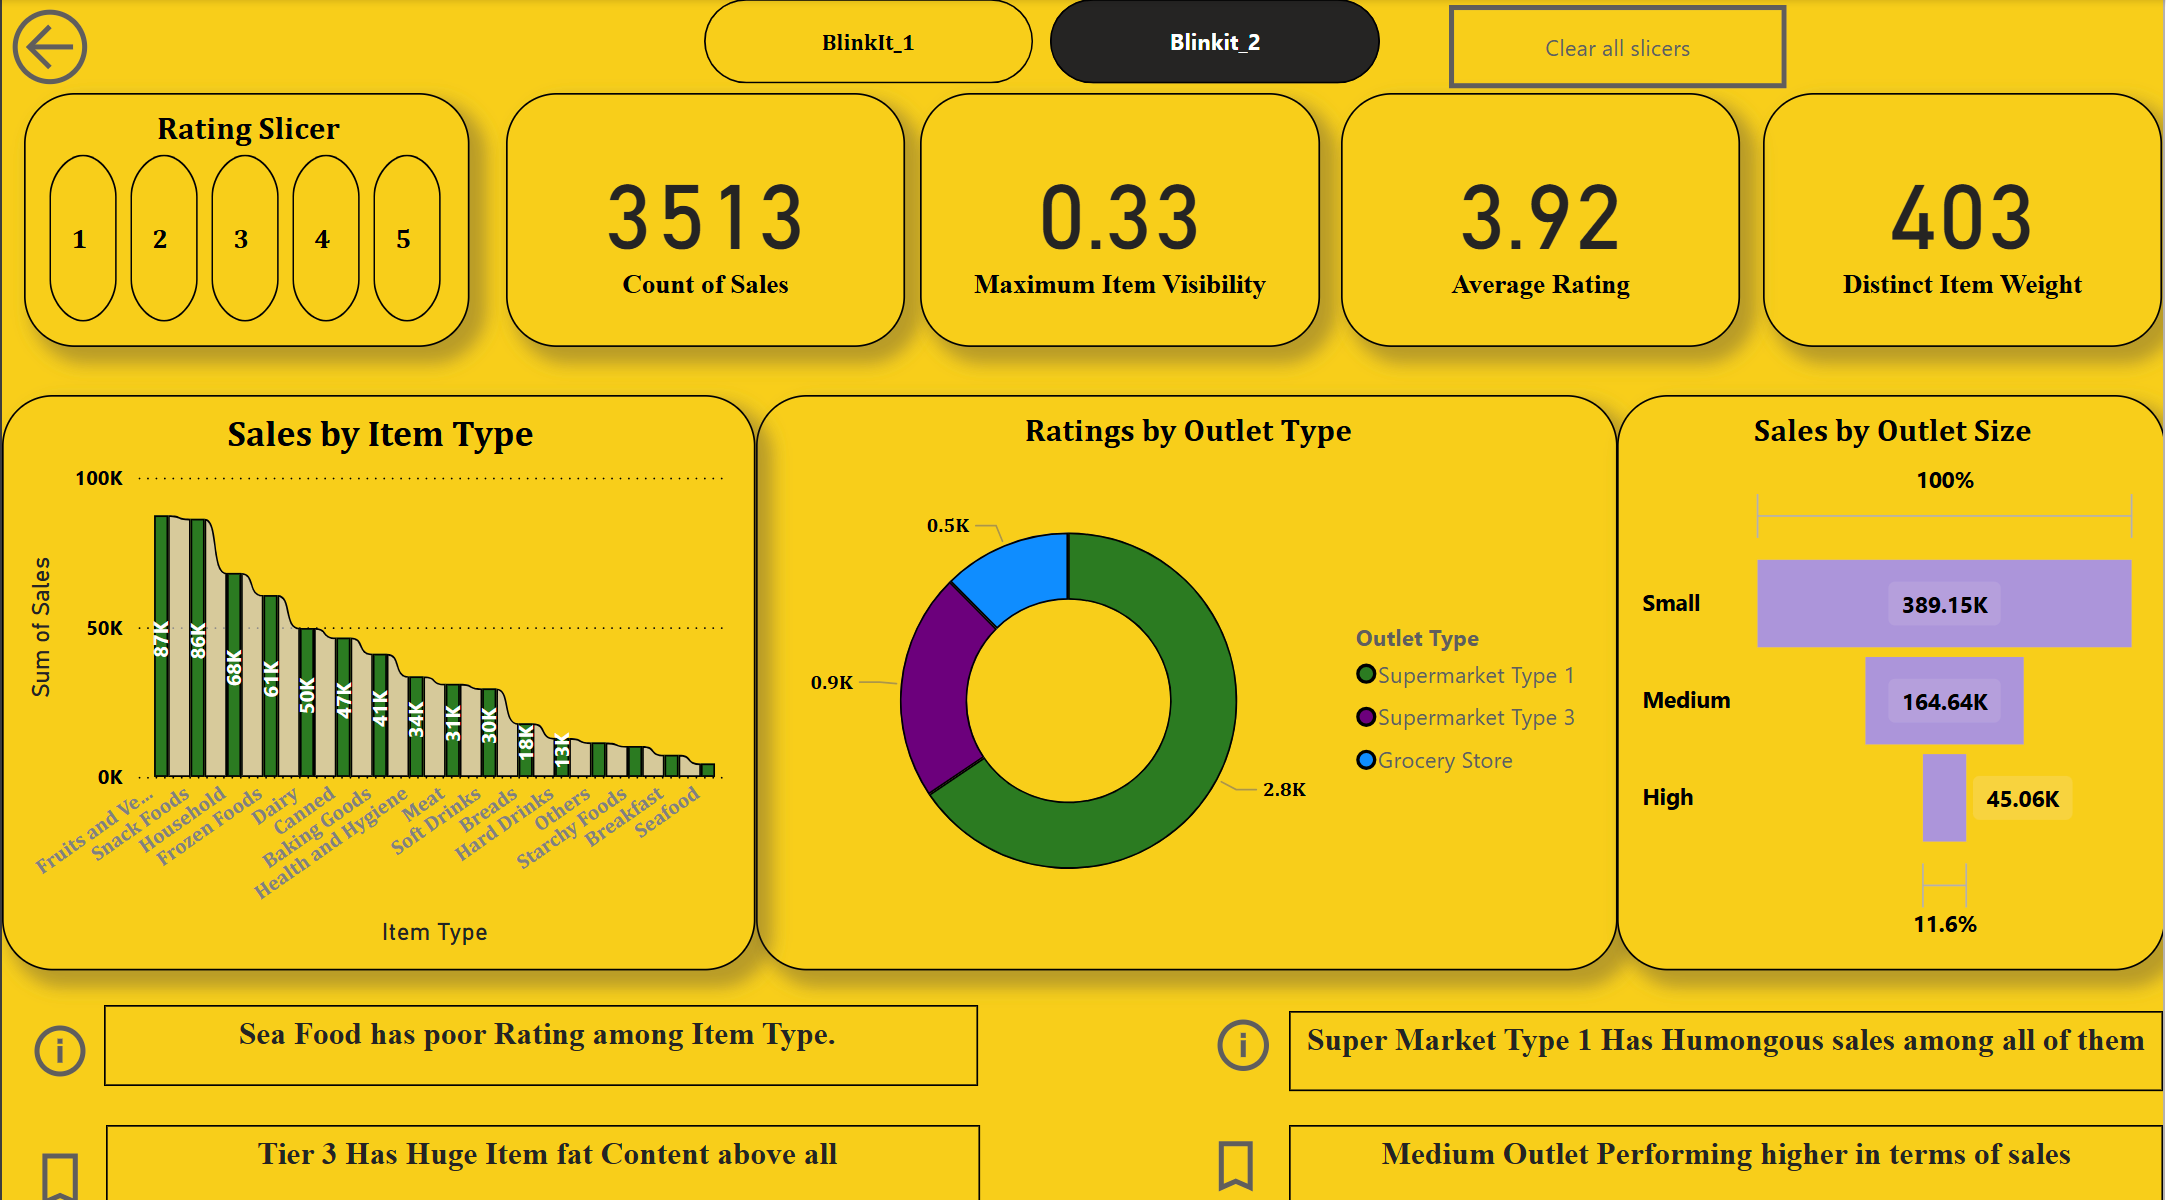 BlinkIt_1
Blinkit_2
Clear all slicers
Rating Slicer
1
2
3
4
5
3513
Count of Sales
0.33
Maximum Item Visibility
3.92
Average Rating
403
Distinct Item Weight
Sales by Item Type
100K
50K
0K
Sum of Sales
87K
86K
68K
61K
50K
47K
41K
34K
31K
30K
18K
13K
Fruits and Ve...
Snack Foods
Household
Frozen Foods
Dairy
Canned
Baking Goods
Health and Hygiene
Meat
Soft Drinks
Breads
Hard Drinks
Others
Starchy Foods
Breakfast
Seafood
Item Type
Ratings by Outlet Type
0.5K
0.9K
2.8K
Outlet Type
Supermarket Type 1
Supermarket Type 3
Grocery Store
Sales by Outlet Size
100%
Small
389.15K
Medium
164.64K
High
45.06K
11.6%
Sea Food has poor Rating among Item Type.
Super Market Type 1 Has Humongous sales among all of them
Tier 3 Has Huge Item fat Content above all
Medium Outlet Performing higher in terms of sales